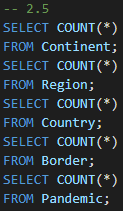 -- 2.5
SELECT COUNT(*)
FROM Continent;
SELECT COUNT(*)
FROM Region;
SELECT COUNT(*)
FROM Country;
SELECT COUNT(*)
FROM Border;
SELECT COUNT(*)
FROM Pandemic;